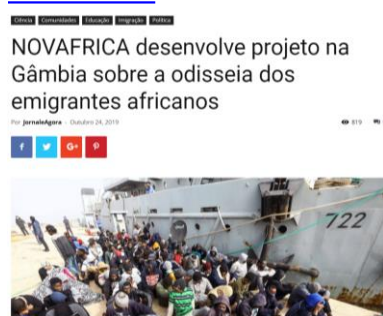 Ciência Comunidades Educação Imigração Política
NOVAFRICA desenvolve projeto na
Gâmbia sobre a odisseia dos
emigrantes africanos
Por JornaleAgora - Outubro 24, 2019 819
f G+
722